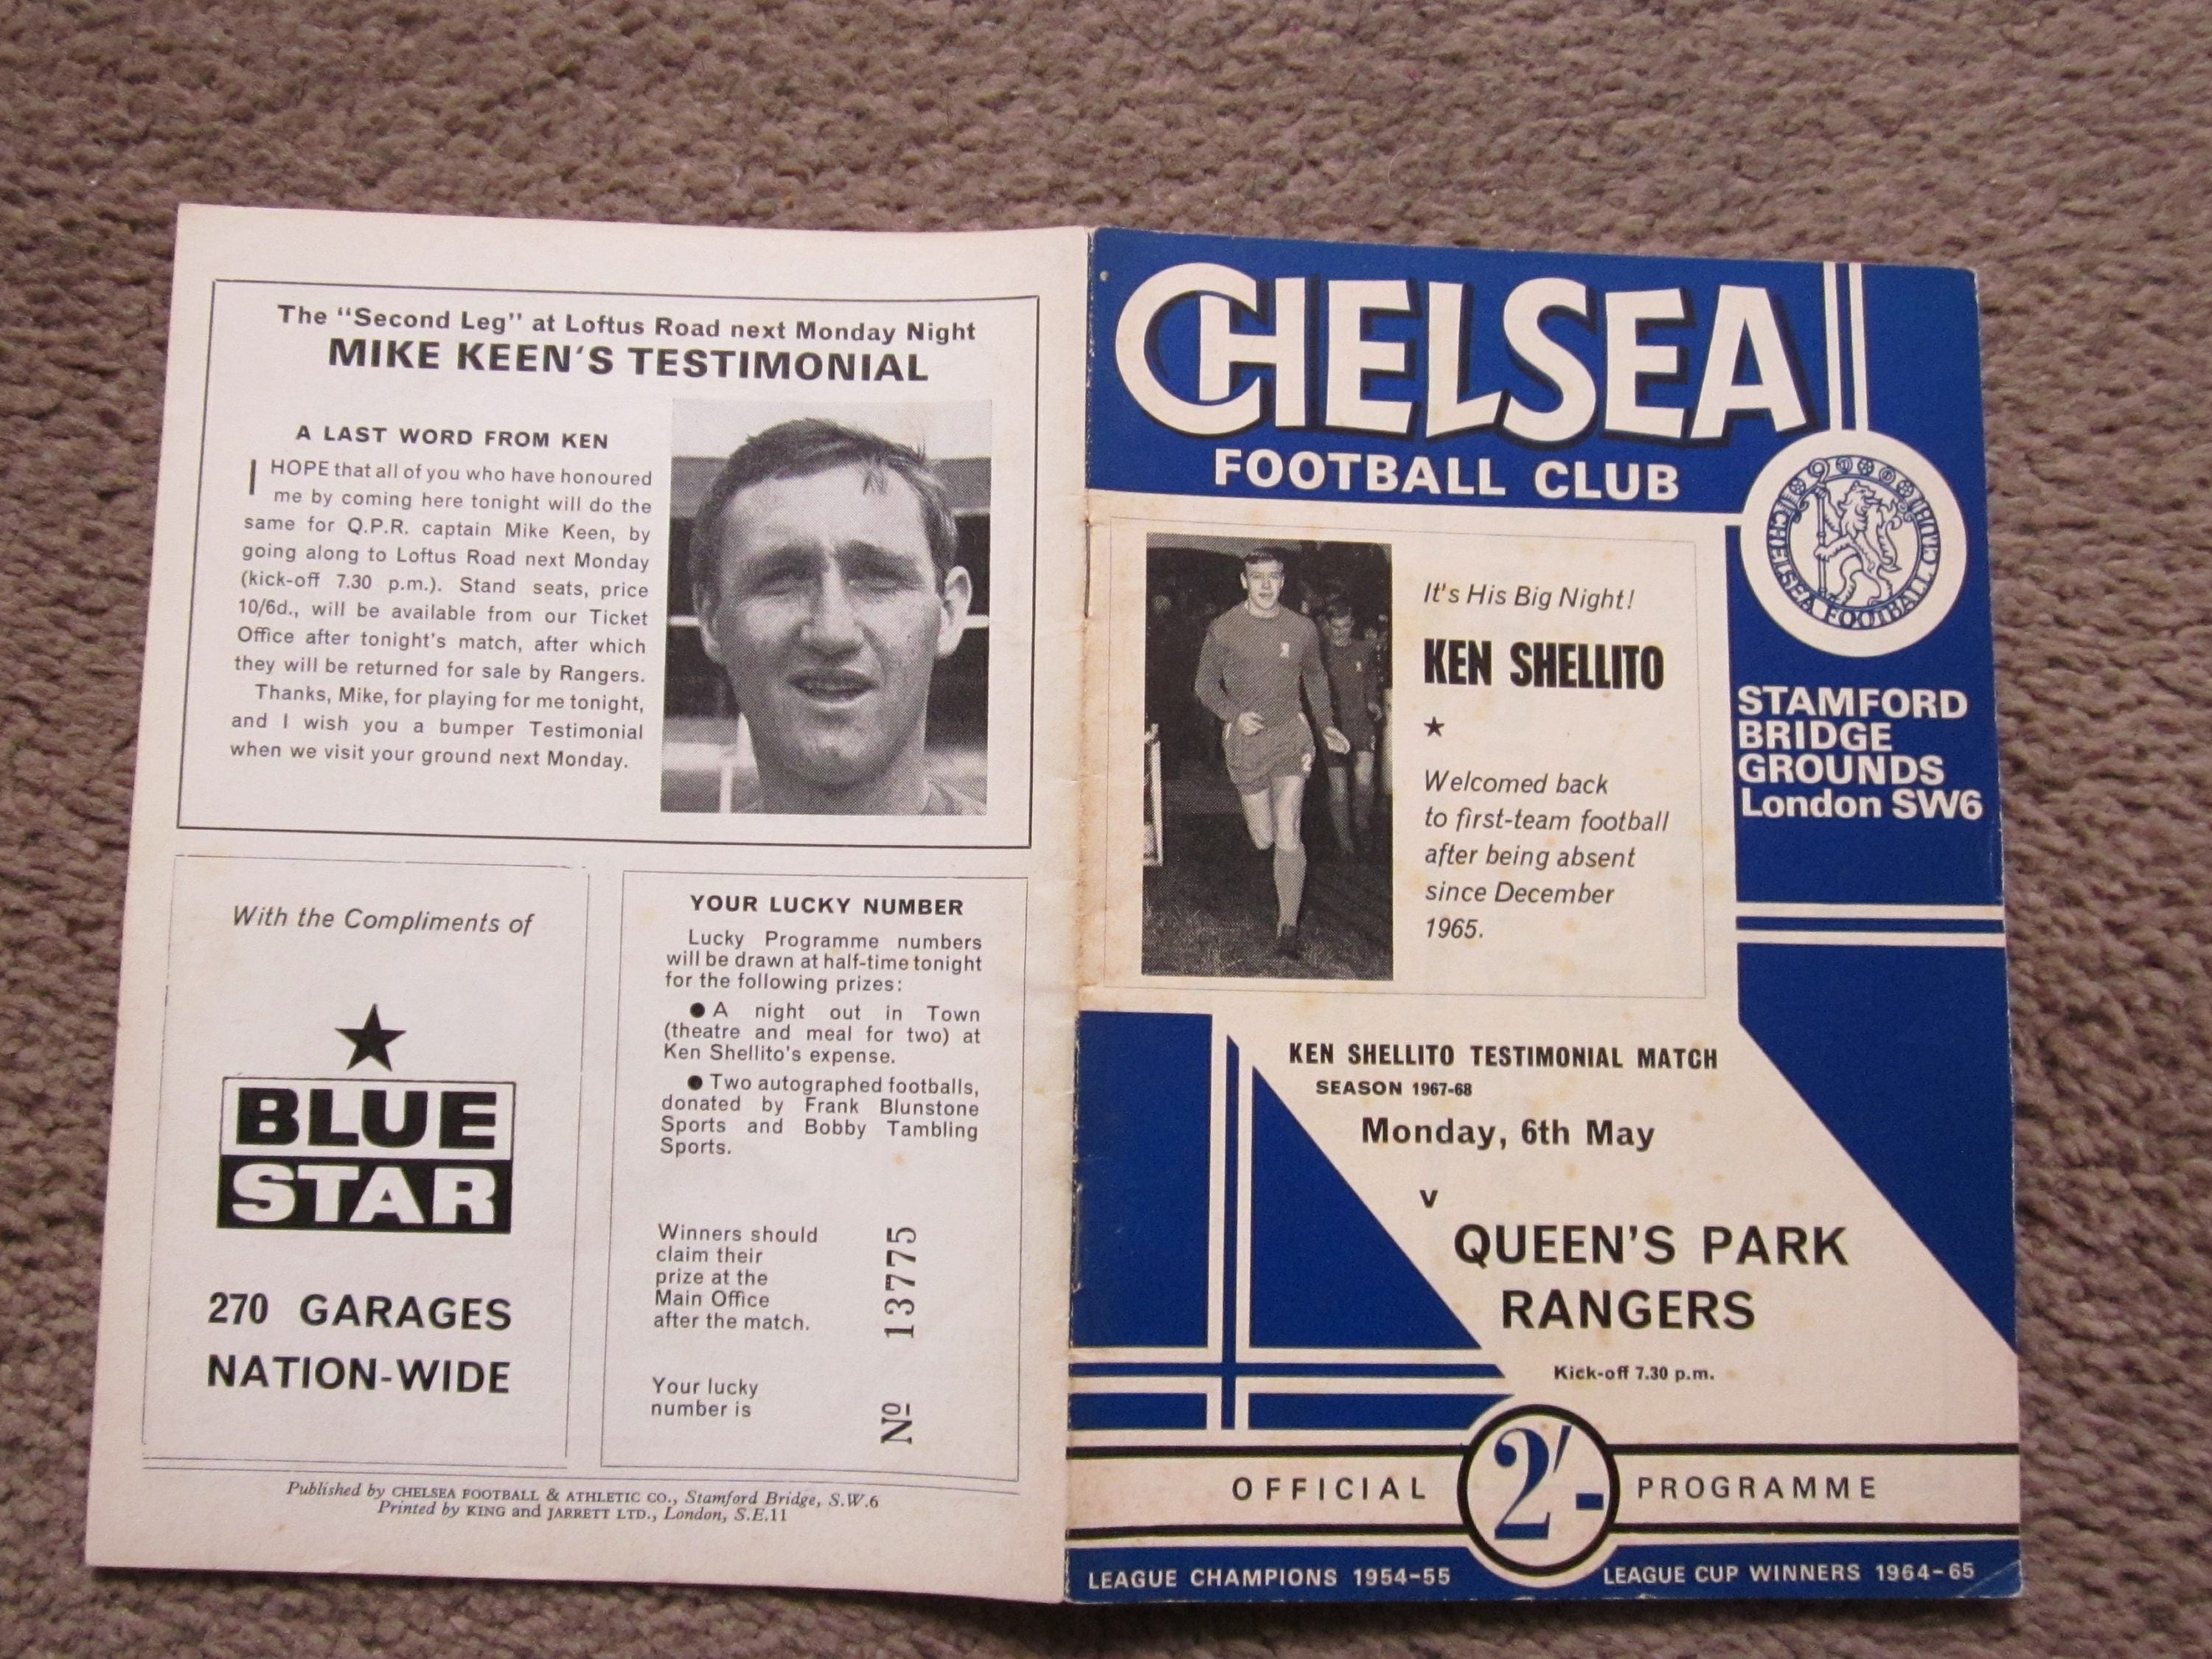 The "Second Leg" at Loftus Road next Monday Night
MIKE KEEN'S TESTIMONIAL
A LAST WORD FROM KEN
I HOPE that all of you who have honoured
me by coming here tonight will do the
same for Q.P.R. captain Mike Keen, by
going along to Loftus Road next Monday
(kick-off 7.30 p.m.). Stand seats, price
10/6d., will be available from our Ticket
Office after tonight's match, after which
they will be returned for sale by Rangers.
Thanks, Mike, for playing for me tonight,
and I wish you a bumper Testimonial
when we visit your ground next Monday.
With the Compliments of
BLUE
STAR
270 GARAGES
NATION-WIDE
YOUR LUCKY NUMBER
Lucky Programme numbers
will be drawn at half-time tonight
for the following prizes:
● A night out in Town
(theatre and meal for two) at
Ken Shellito's expense.
● Two autographed footballs,
donated by Frank Blunstone
Sports and Bobby Tambling
Sports.
Winners should
claim their
prize at the
Main Office
after the match.
Your lucky
number is
Nº 13775
Published by CHELSEA FOOTBALL & ATHLETIC CO., Stamford Bridge, S.W.6
Printed by KING and JARRETT LTD., London, S.E.11
CHELSEA
FOOTBALL CLUB
CHELSEA FOOTBALL CLUB
STAMFORD
BRIDGE
GROUNDS
London SW6
It's His Big Night!
KEN SHELLITO
★
Welcomed back
to first-team football
after being absent
since December
1965.
KEN SHELLITO TESTIMONIAL MATCH
SEASON 1967-68
Monday, 6th May
v
QUEEN'S PARK
RANGERS
Kick-off 7.30 p.m.
OFFICIAL 2/- PROGRAMME
LEAGUE CHAMPIONS 1954-55 LEAGUE CUP WINNERS 1964-65